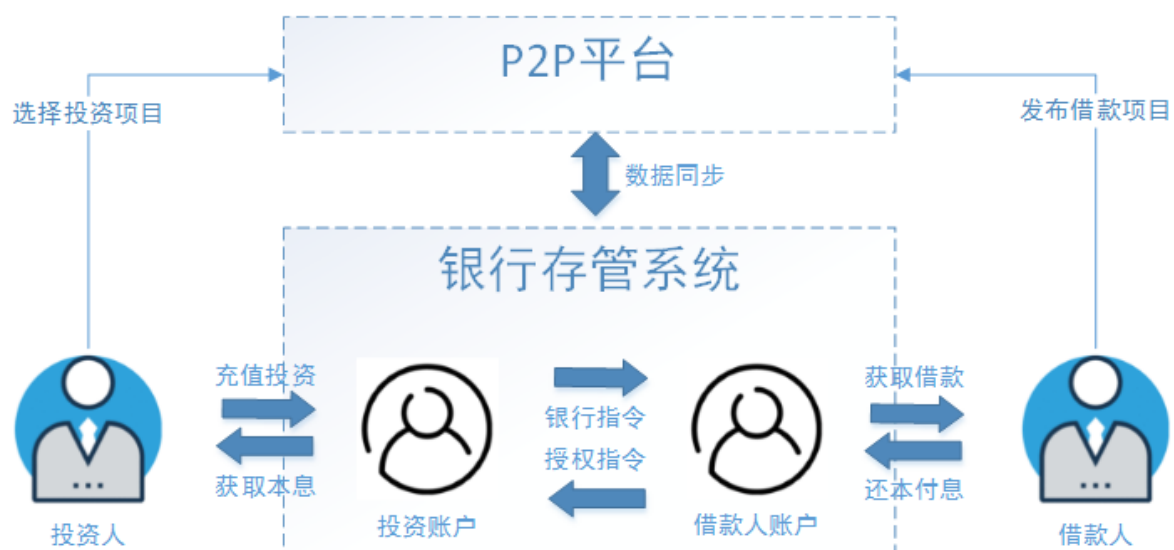 P2P平台
选择投资项目
发布借款项目
数据同步
银行存管系统
充值投资
获取借款
银行指令
授权指令
获取本息
还本付息
投资账户
借款人账户
投资人
借款人